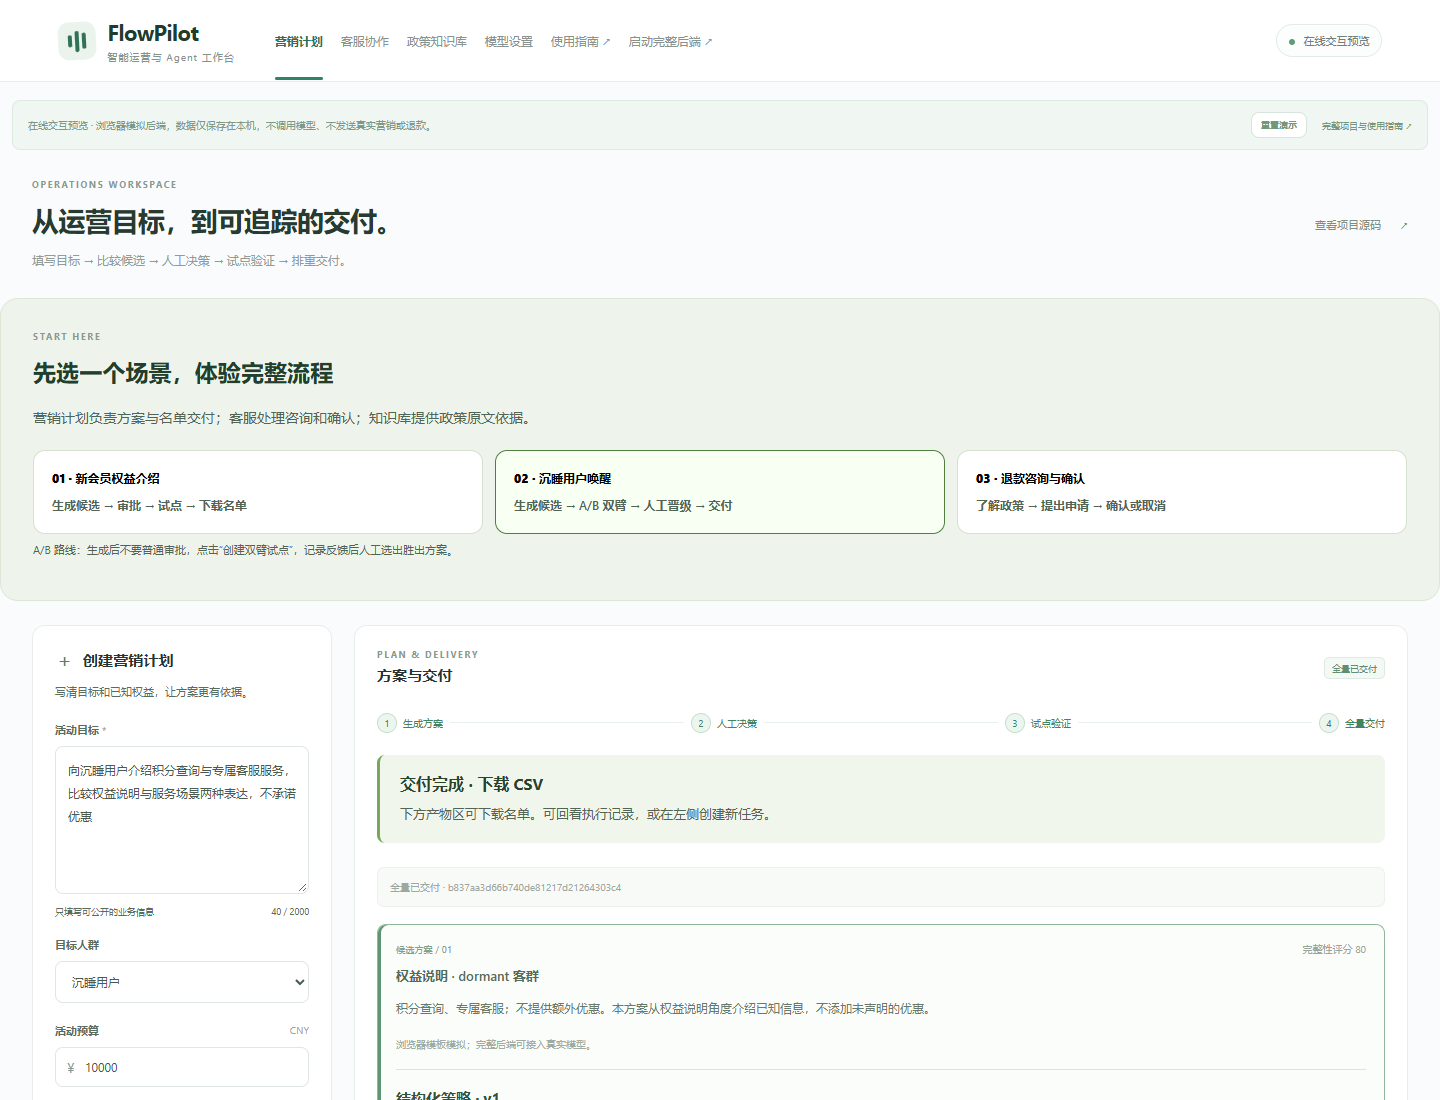 FlowPilot
智能运营与 Agent 工作台
营销计划
客服协作
政策知识库
模型设置
使用指南 ↗
启动完整后端 ↗
在线交互预览
在线交互预览 · 浏览器模拟后端，数据仅保存在本机，不调用模型、不发送真实营销或退款。
重置演示
完整项目与使用指南 ↗
OPERATIONS WORKSPACE
从运营目标，到可追踪的交付。
查看项目源码 ↗
填写目标 → 比较候选 → 人工决策 → 试点验证 → 排重交付。
START HERE
先选一个场景，体验完整流程
营销计划负责方案与名单交付；客服处理咨询和确认；知识库提供政策原文依据。
01 · 新会员权益介绍
生成候选 → 审批 → 试点 → 下载名单
02 · 沉睡用户唤醒
生成候选 → A/B 双臂 → 人工晋级 → 交付
03 · 退款咨询与确认
了解政策 → 提出申请 → 确认或取消
A/B 路线：生成后不要普通审批，点击“创建双臂试点”，记录反馈后人工选出胜出方案。
＋ 创建营销计划
写清目标和已知权益，让方案更有依据。
活动目标 *
向沉睡用户介绍积分查询与专属客服服务，
比较权益说明与服务场景两种表达，不承诺
优惠
只填写可公开的业务信息
40 / 2000
目标人群
沉睡用户
活动预算
CNY
¥ 10000
PLAN & DELIVERY
方案与交付
全量已交付
1 生成方案
2 人工决策
3 试点验证
4 全量交付
交付完成 · 下载 CSV
下方产物区可下载名单。可回看执行记录，或在左侧创建新任务。
全量已交付 · b837aa3d66b740de81217d21264303c4
候选方案 / 01
完整性评分 80
权益说明 · dormant 客群
积分查询、专属客服；不提供额外优惠。本方案从权益说明角度介绍已知信息，不添加未声明的优惠。
浏览器模板模拟；完整后端可接入真实模型。
结构化策略 · v1